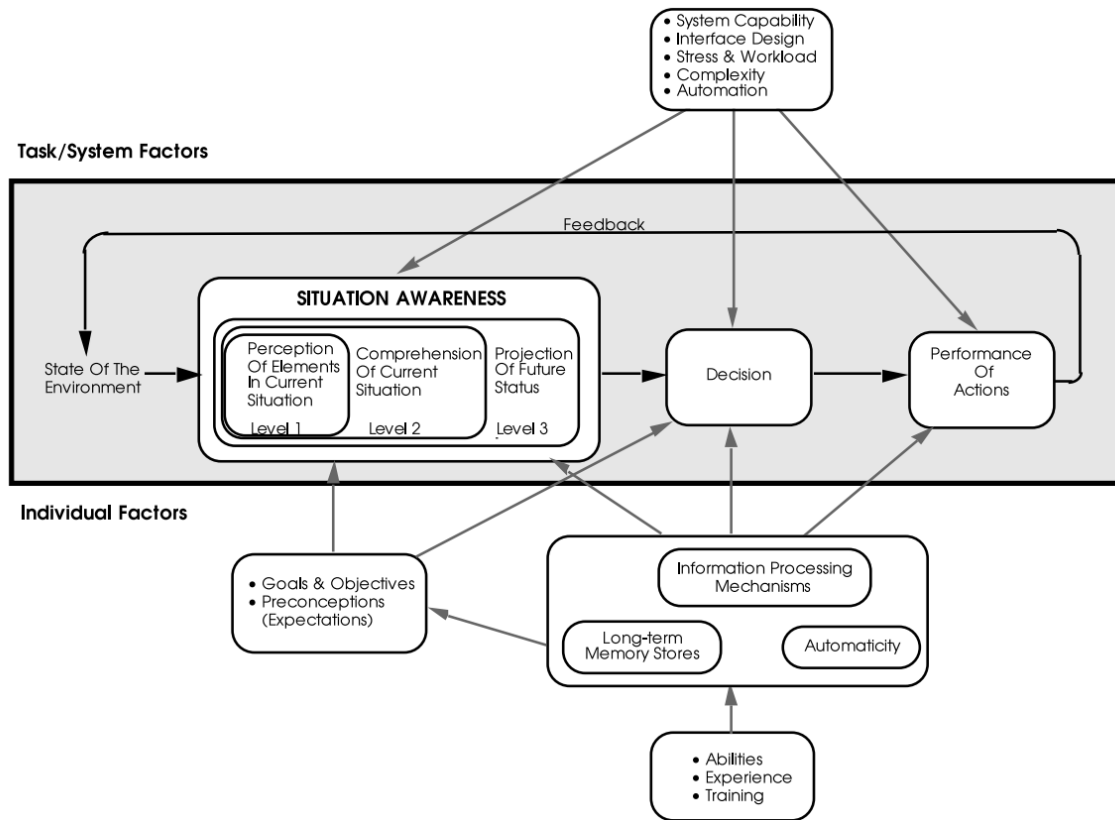 • System Capability
• Interface Design
• Stress & Workload
• Complexity
• Automation
Task/System Factors
Feedback
SITUATION AWARENESS
State Of The
Environment
Perception
Of Elements
In Current
Situation
Level 1
Comprehension
Of Current
Situation
Level 2
Projection
Of Future
Status
Level 3
Decision
Performance
Of
Actions
Individual Factors
• Goals & Objectives
• Preconceptions
(Expectations)
Information Processing
Mechanisms
Long-term
Memory Stores
Automaticity
• Abilities
• Experience
• Training